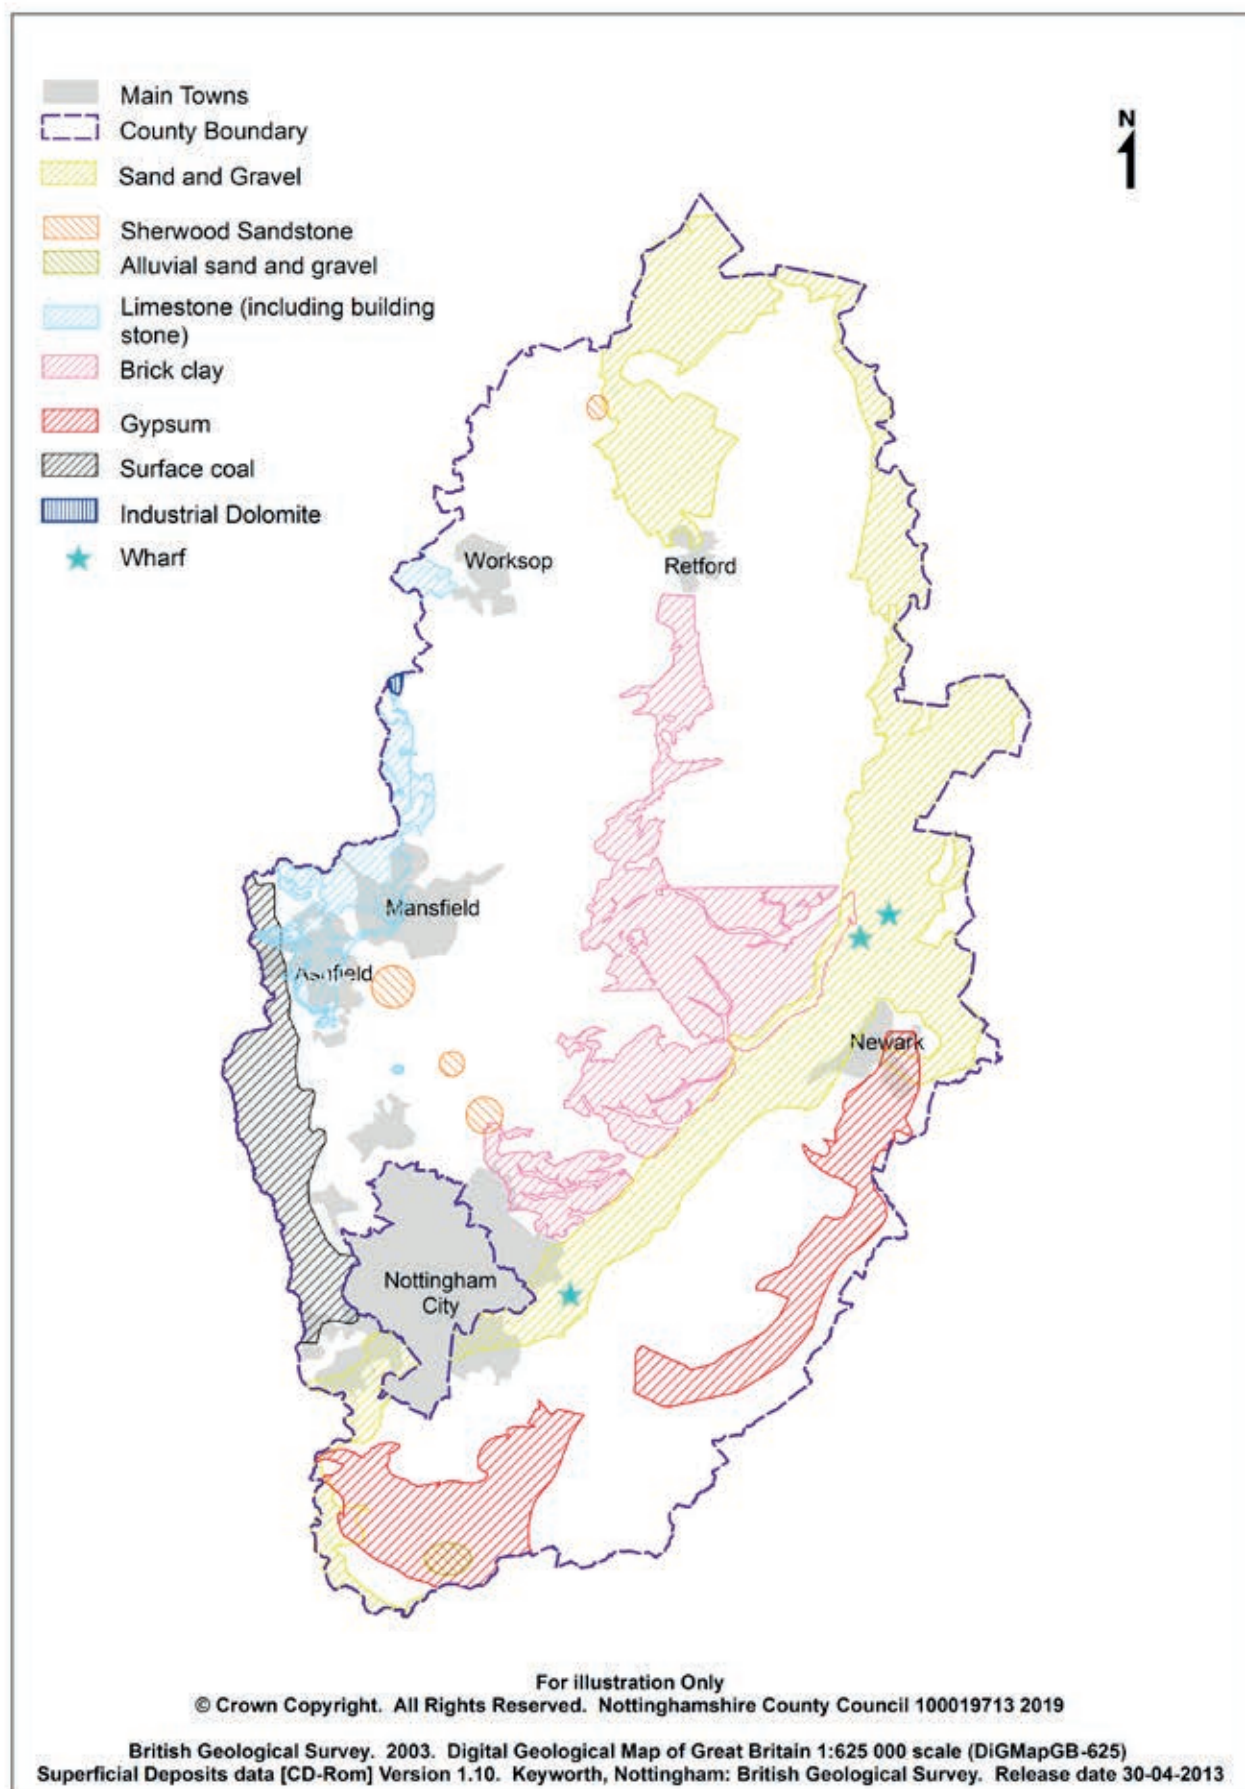 Main Towns
County Boundary
Sand and Gravel
Sherwood Sandstone
Alluvial sand and gravel
Limestone (including building
stone)
Brick clay
Gypsum
Surface coal
Industrial Dolomite
Wharf
N
Worksop
Retford
Mansfield
Ashfield
Newark
Nottingham
City
For illustration Only
© Crown Copyright. All Rights Reserved. Nottinghamshire County Council 100019713 2019
British Geological Survey. 2003. Digital Geological Map of Great Britain 1:625 000 scale (DiGMapGB-625)
Superficial Deposits data [CD-Rom] Version 1.10. Keyworth, Nottingham: British Geological Survey. Release date 30-04-2013